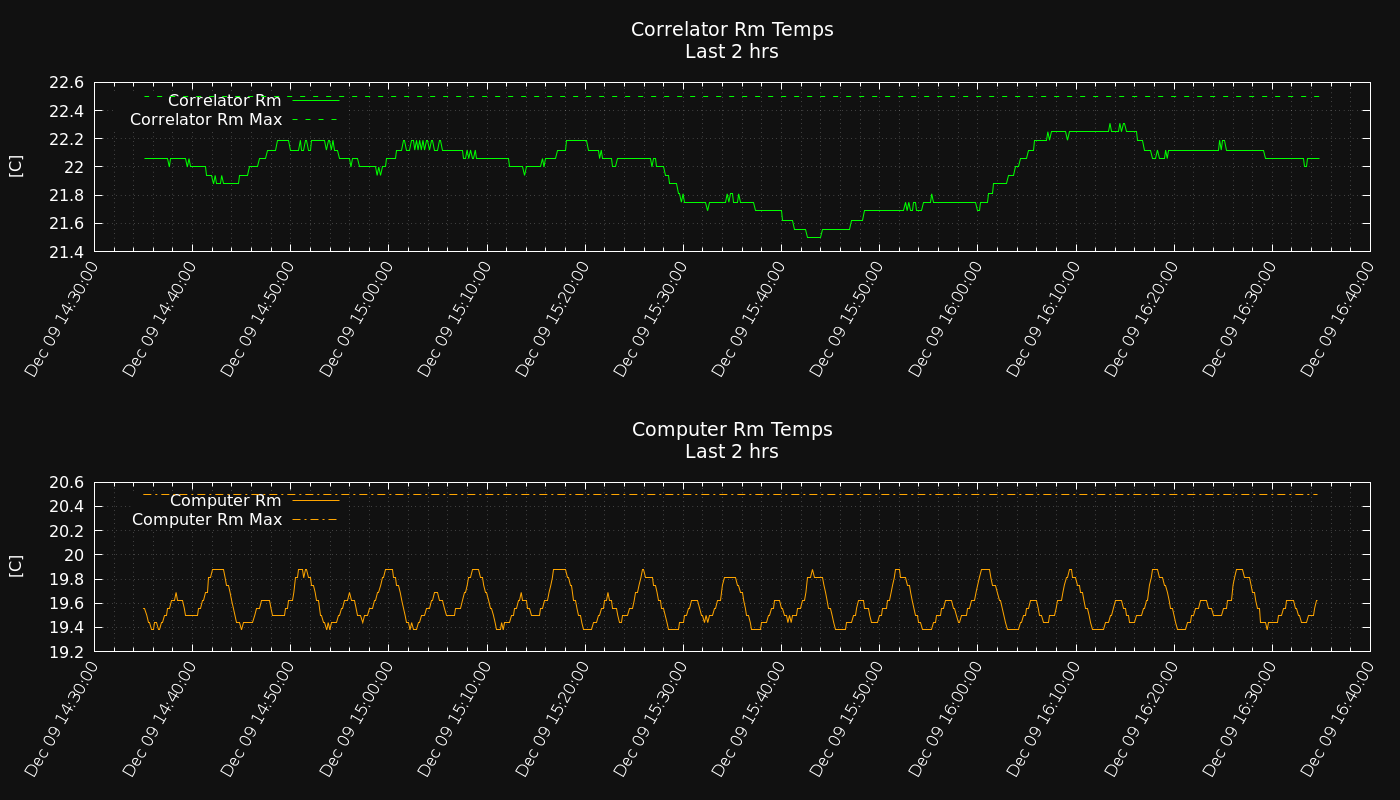 Correlator Rm Temps
Last 2 hrs
22.6
22.4
22.2
22
21.8
21.6
21.4
[C]
Correlator Rm
Correlator Rm Max
Dec 09 14:30:00
Dec 09 14:40:00
Dec 09 14:50:00
Dec 09 15:00:00
Dec 09 15:10:00
Dec 09 15:20:00
Dec 09 15:30:00
Dec 09 15:40:00
Dec 09 15:50:00
Dec 09 16:00:00
Dec 09 16:10:00
Dec 09 16:20:00
Dec 09 16:30:00
Dec 09 16:40:00
Computer Rm Temps
Last 2 hrs
20.6
20.4
20.2
20
19.8
19.6
19.4
19.2
[C]
Computer Rm
Computer Rm Max
Dec 09 14:30:00
Dec 09 14:40:00
Dec 09 14:50:00
Dec 09 15:00:00
Dec 09 15:10:00
Dec 09 15:20:00
Dec 09 15:30:00
Dec 09 15:40:00
Dec 09 15:50:00
Dec 09 16:00:00
Dec 09 16:10:00
Dec 09 16:20:00
Dec 09 16:30:00
Dec 09 16:40:00